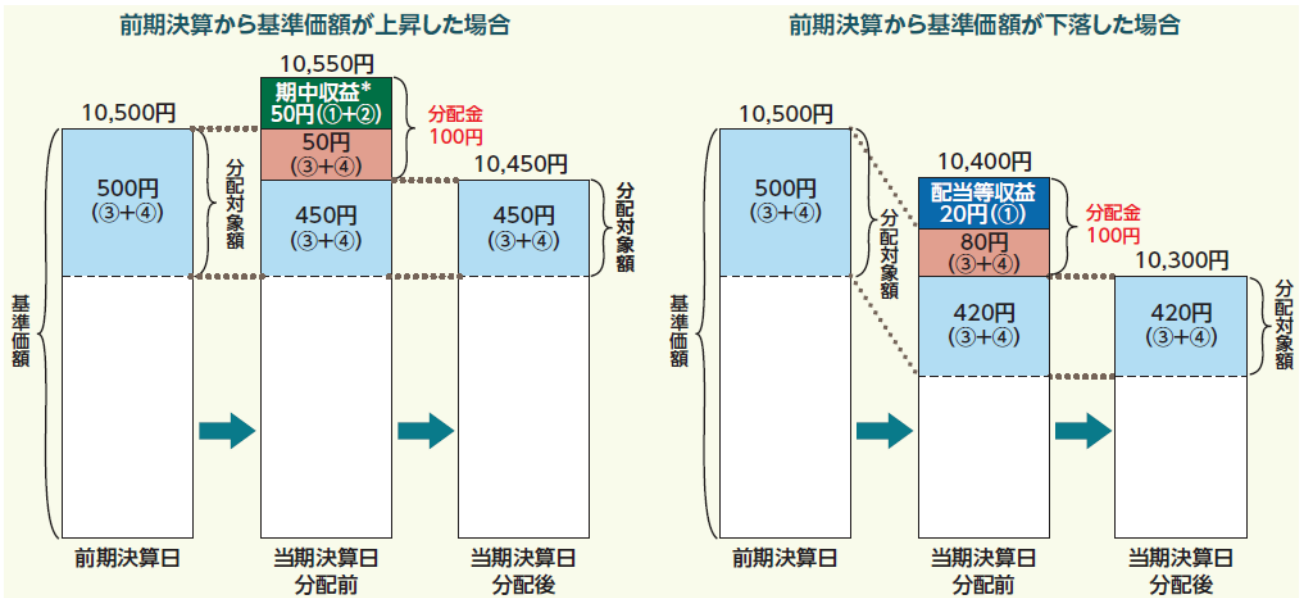 前期決算から基準価額が上昇した場合
10,500円
500円
(③+④)
分配対象額
基準価額
前期決算日
10,550円
期中収益*
50円(①+②)
50円
(③+④)
分配金
100円
450円
(③+④)
当期決算日
分配前
10,450円
450円
(③+④)
分配対象額
当期決算日
分配後
前期決算から基準価額が下落した場合
10,500円
500円
(③+④)
分配対象額
基準価額
前期決算日
10,400円
配当等収益
20円(①)
80円
(③+④)
分配金
100円
420円
(③+④)
当期決算日
分配前
10,300円
420円
(③+④)
分配対象額
当期決算日
分配後